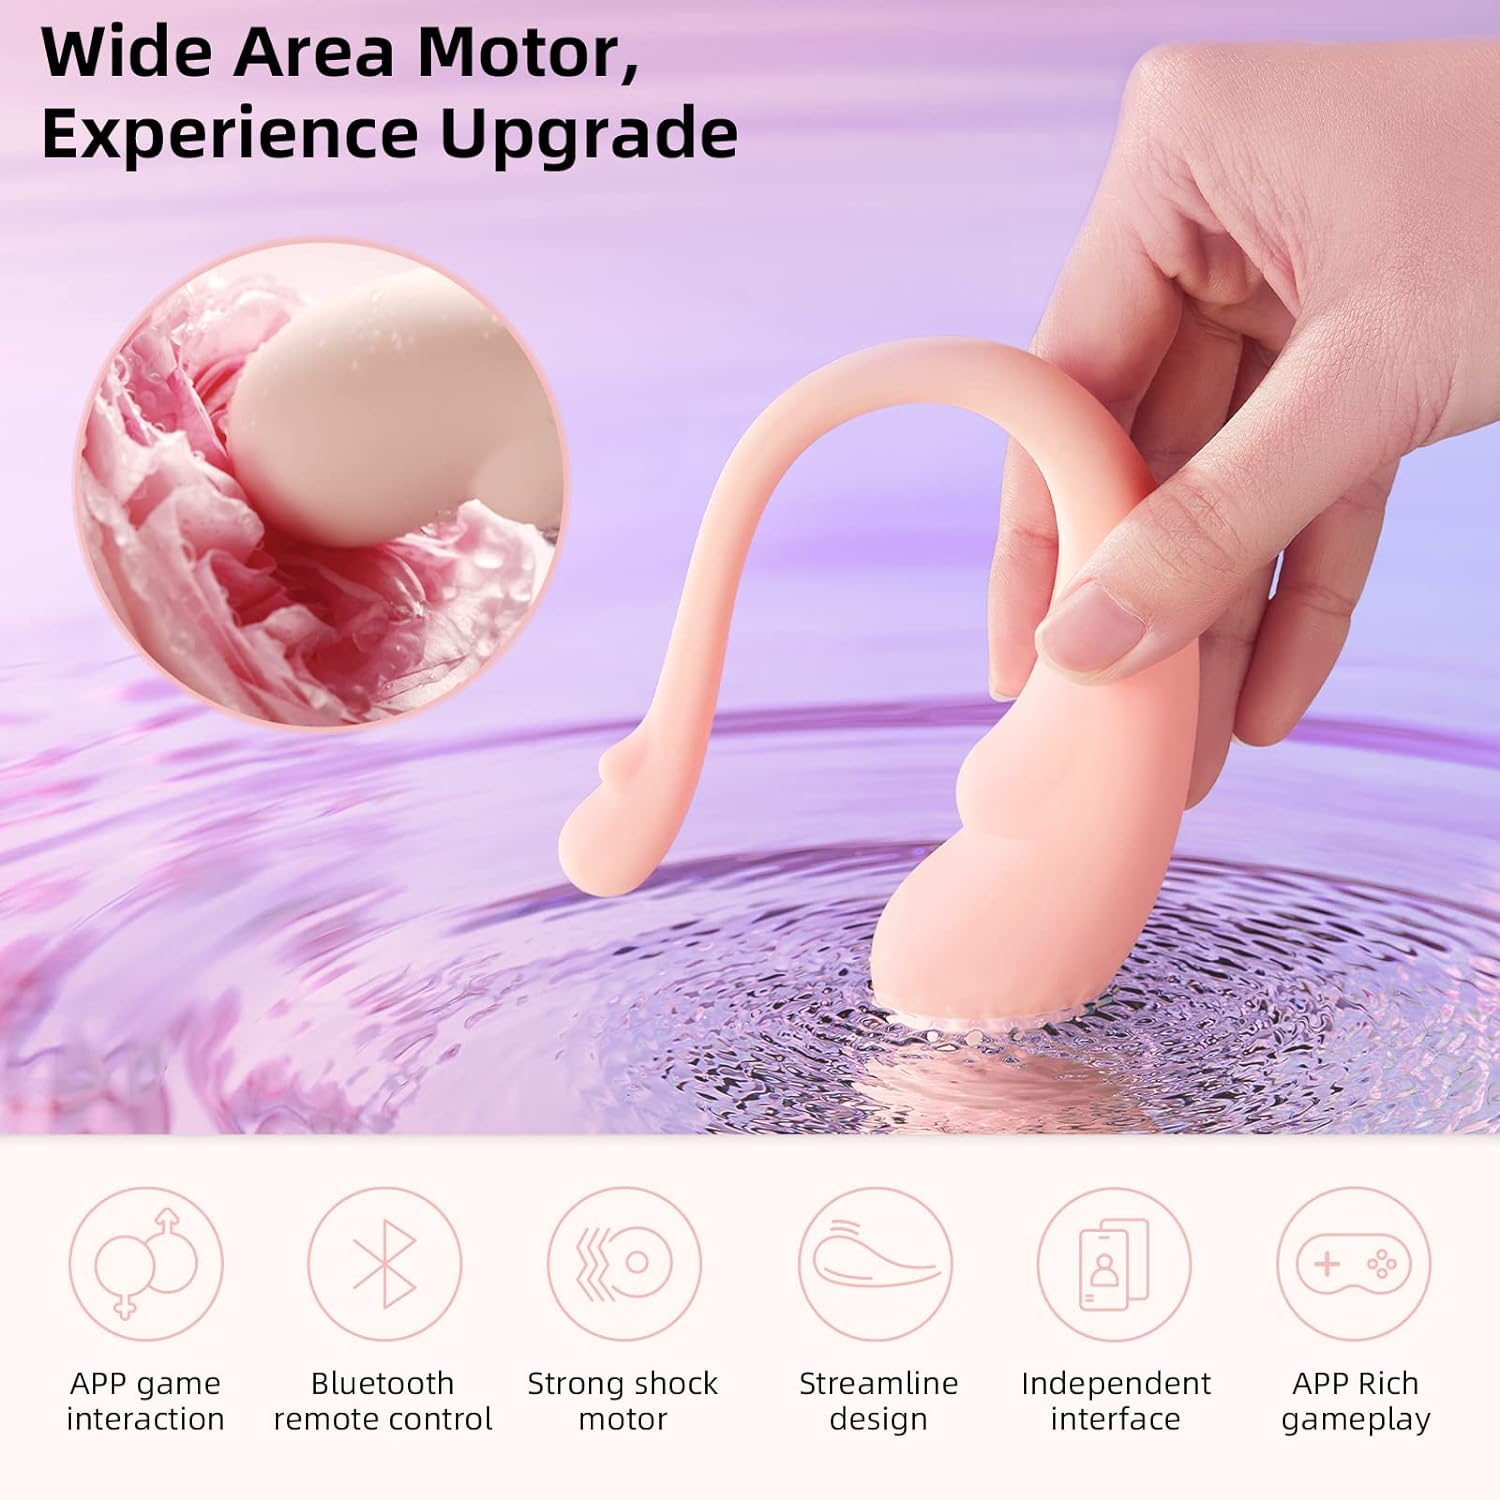 Wide Area Motor,
Experience Upgrade
APP game
interaction
Bluetooth
remote control
Strong shock
motor
Streamline
design
Independent
interface
APP Rich
gameplay